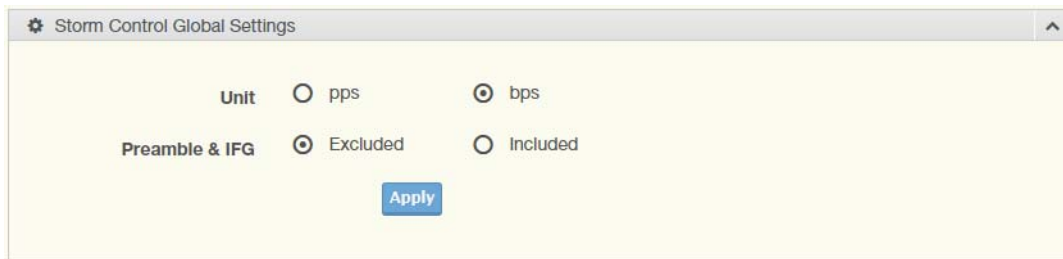 Storm Control Global Settings
Unit pps bps
Preamble & IFG Excluded Included
Apply